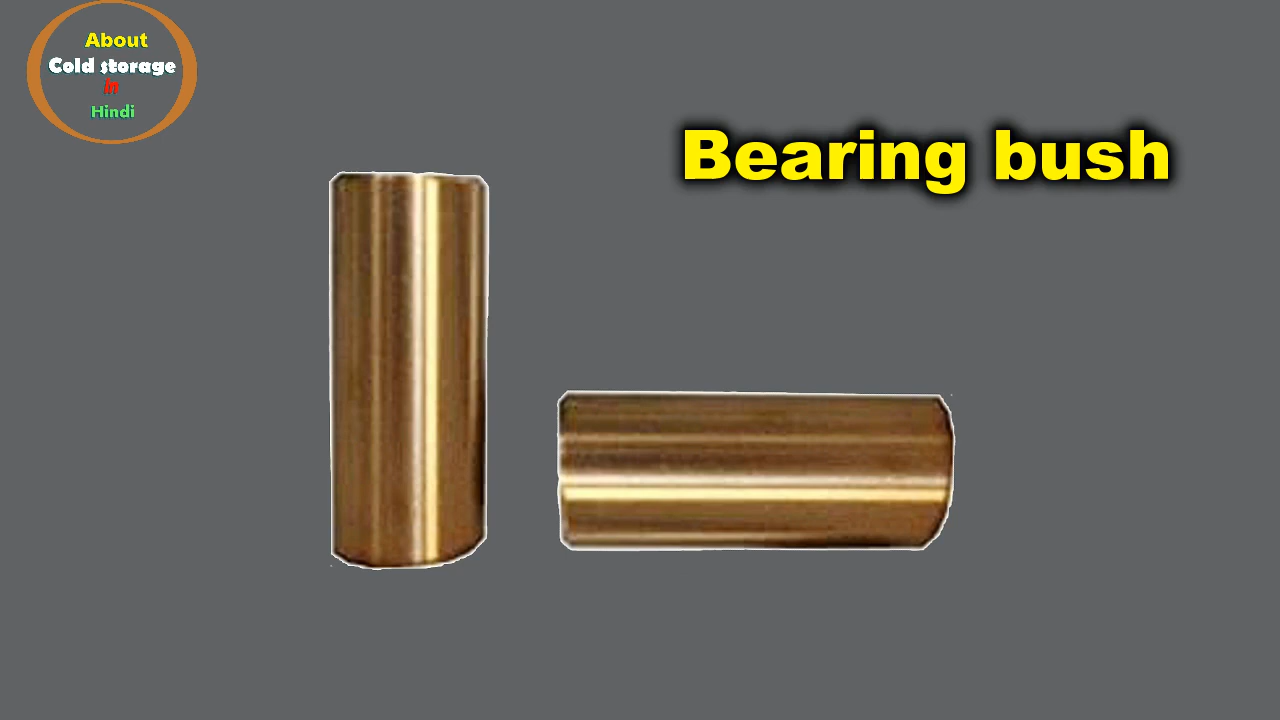 About
Cold storage
in
Hindi
Bearing bush